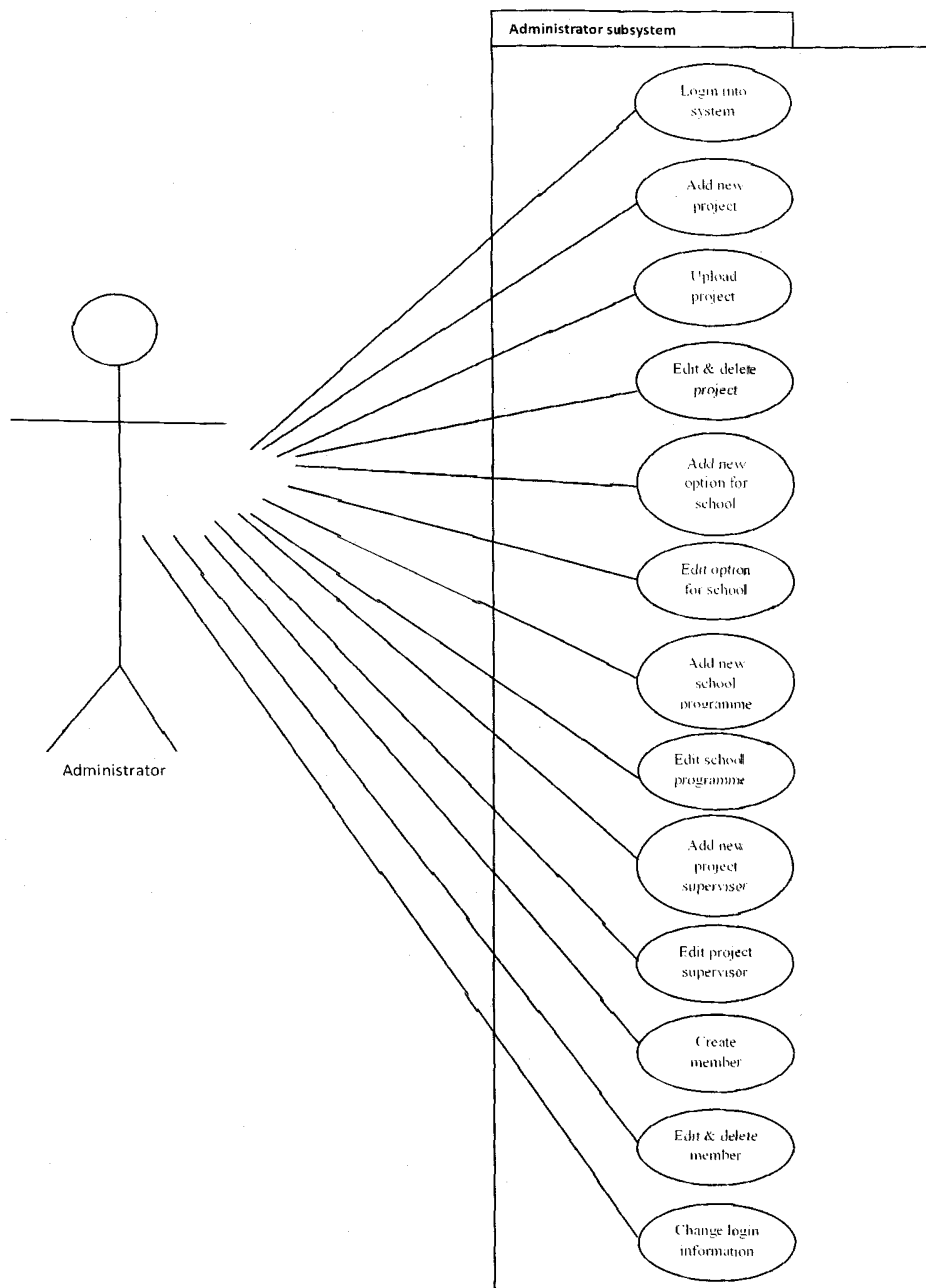 Administrator subsystem
Login into
system
Add new
project
Upload
project
Edit & delete
project
Add new
option for
school
Edit option
for school
Add new
school
programme
Administrator
Edit school
programme
Add new
project
supervisor
Edit project
supervisor
Create
member
Edit & delete
member
Change login
information